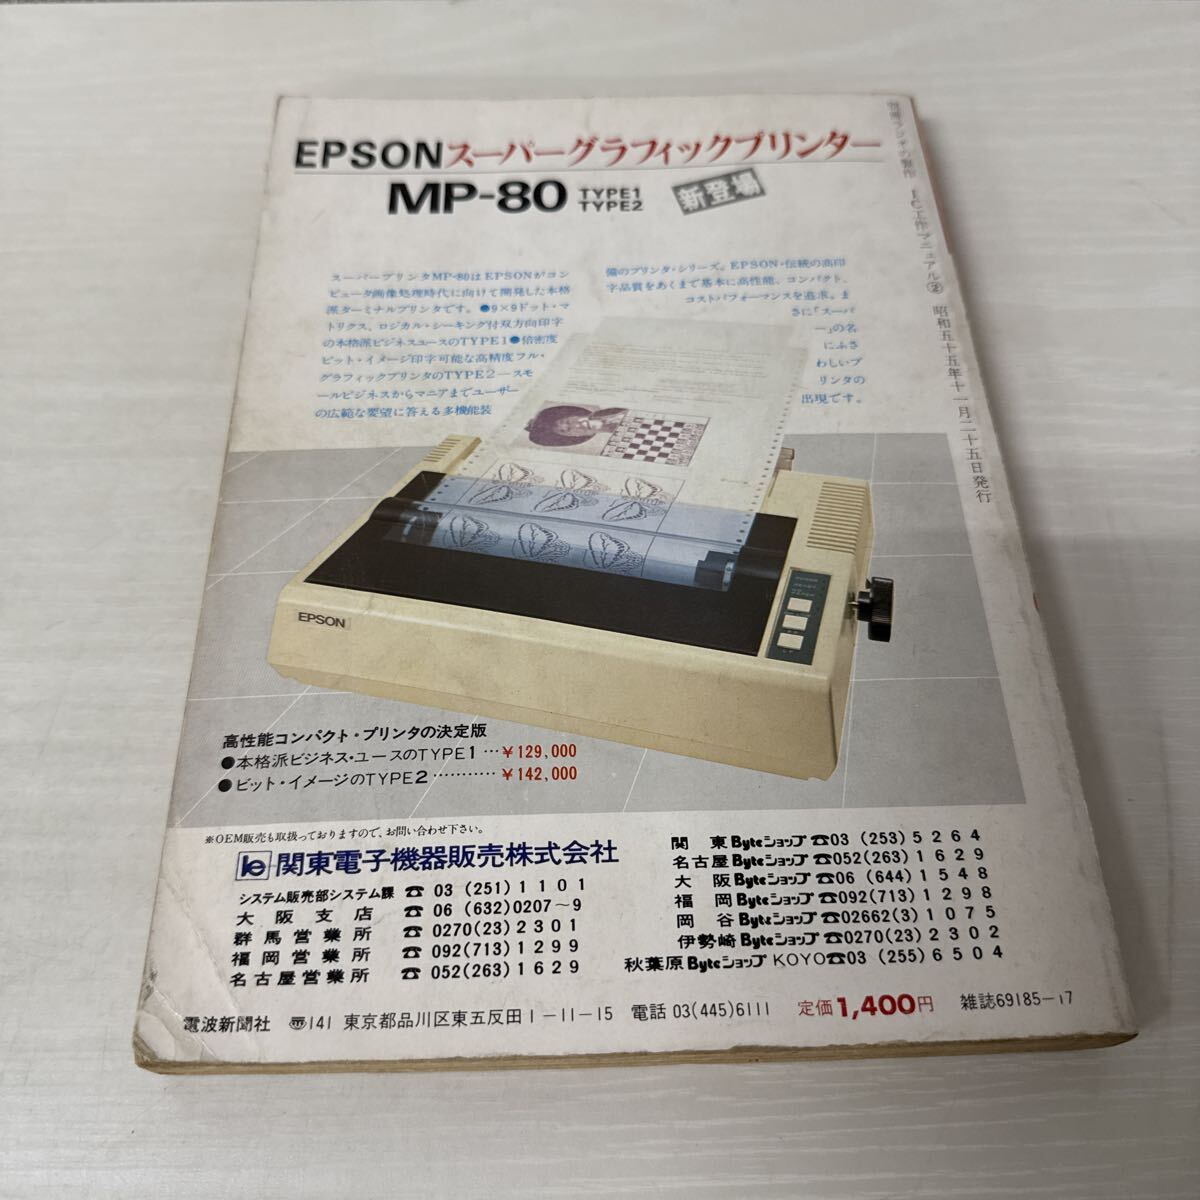 EPSONスーパーグラフィックプリンター
MP-80 TYPE1
TYPE2
新登場
スーパープリンタMP-80はEPSONがコン
ピュータ画像処理時代に向けて開発した本格
派ターミナルプリンタです。●9×9ドット・マ
トリクス、ロジカル・シーキング付双方向印字
の本格派ビジネスユースのTYPE1●倍密度
ビット・イメージ印字可能な高精度フル・
グラフィックプリンタのTYPE2―スモ
ールビジネスからマニアまでユーザー
の広範な要望に答える多機能装
備のプリンタ・シリーズ。EPSON・伝統の高印
字品質をあくまで基本に高性能、コンパクト、
コストパフォーマンスを追求。ま
さに「スーパ
ー」の名
にふさ
わしいプ
リンタの
出現です。
EPSON
高性能コンパクト・プリンタの決定版
●本格派ビジネス・ユースのTYPE1…￥129,000
●ビット・イメージのTYPE2…………￥142,000
※OEM販売も取扱っておりますので、お問い合わせ下さい。
関東電子機器販売株式会社
システム販売部システム課 ☎ 03 (251) 1101
大阪支店 ☎ 06 (632)0207～9
群馬営業所 ☎ 0270(23)2301
福岡営業所 ☎ 092(713)1299
名古屋営業所 ☎ 052(263)1629
関東Byteショップ☎03 (253)5264
名古屋Byteショップ☎052(263)1629
大阪Byteショップ☎06 (644)1548
福岡Byteショップ☎092(713)1298
岡谷Byteショップ☎02662(3)1075
伊勢崎Byteショップ☎0270(23)2302
秋葉原Byteショップ KOYO☎03 (255)6504
電波新聞社 〠141 東京都品川区東五反田1-11-15 電話 03(445)6111 定価1,400円 雑誌69185-17
ラジオの製作 IC工作マニュアル② 昭和五十五年十一月二十五日発行